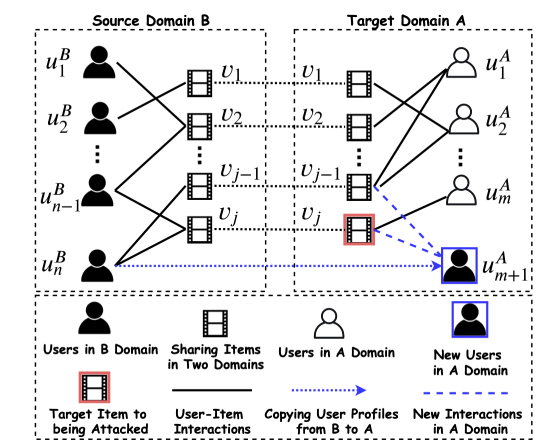 Source Domain B
Target Domain A
u_1^B
v_1
v_1
u_1^A
u_2^B
v_2
v_2
u_2^A
u_{n-1}^B
v_{j-1}
v_{j-1}
u_m^A
v_j
v_j
u_n^B
u_{m+1}^A
Users in B Domain
Sharing Items
in Two Domains
Users in A Domain
New Users
in A Domain
Target Item to
being Attacked
User-Item
Interactions
Copying User Profiles
from B to A
New Interactions
in A Domain